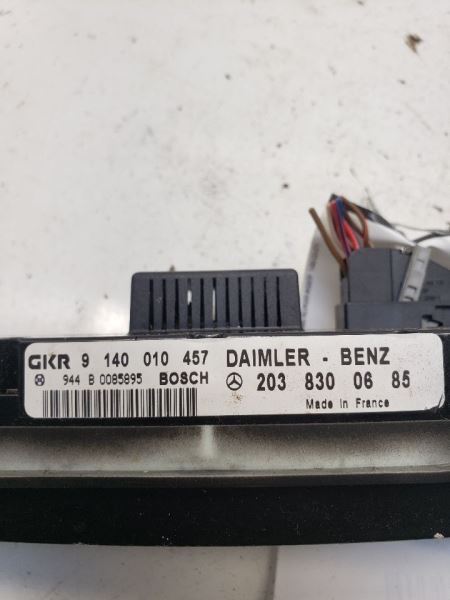 GKR 9 140 010 457 DAIMLER - BENZ
944 B 0085895 BOSCH 203 830 06 85
Made in France